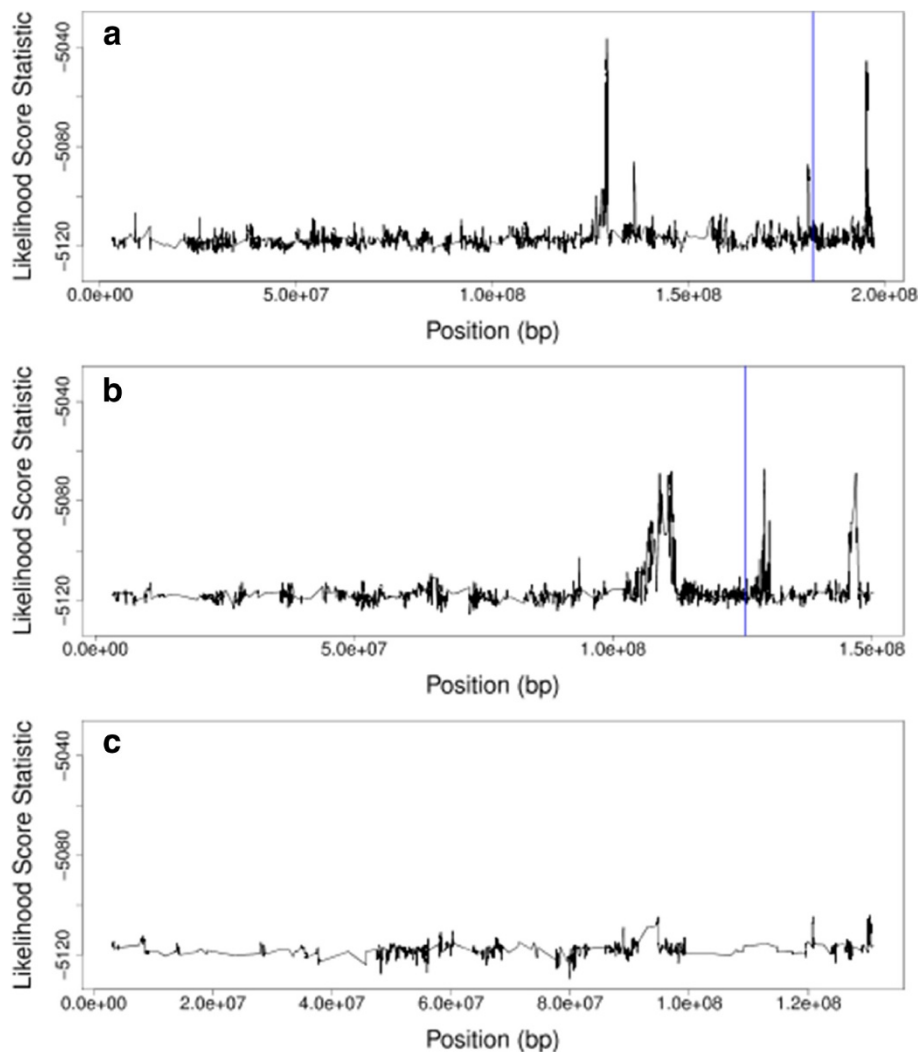 a
Likelihood Score Statistic
−5040
−5080
−5120
0.0e+00 5.0e+07 1.0e+08 1.5e+08 2.0e+08
Position (bp)
b
Likelihood Score Statistic
−5040
−5080
−5120
0.0e+00 5.0e+07 1.0e+08 1.5e+08
Position (bp)
c
Likelihood Score Statistic
−5040
−5080
−5120
0.0e+00 2.0e+07 4.0e+07 6.0e+07 8.0e+07 1.0e+08 1.2e+08
Position (bp)